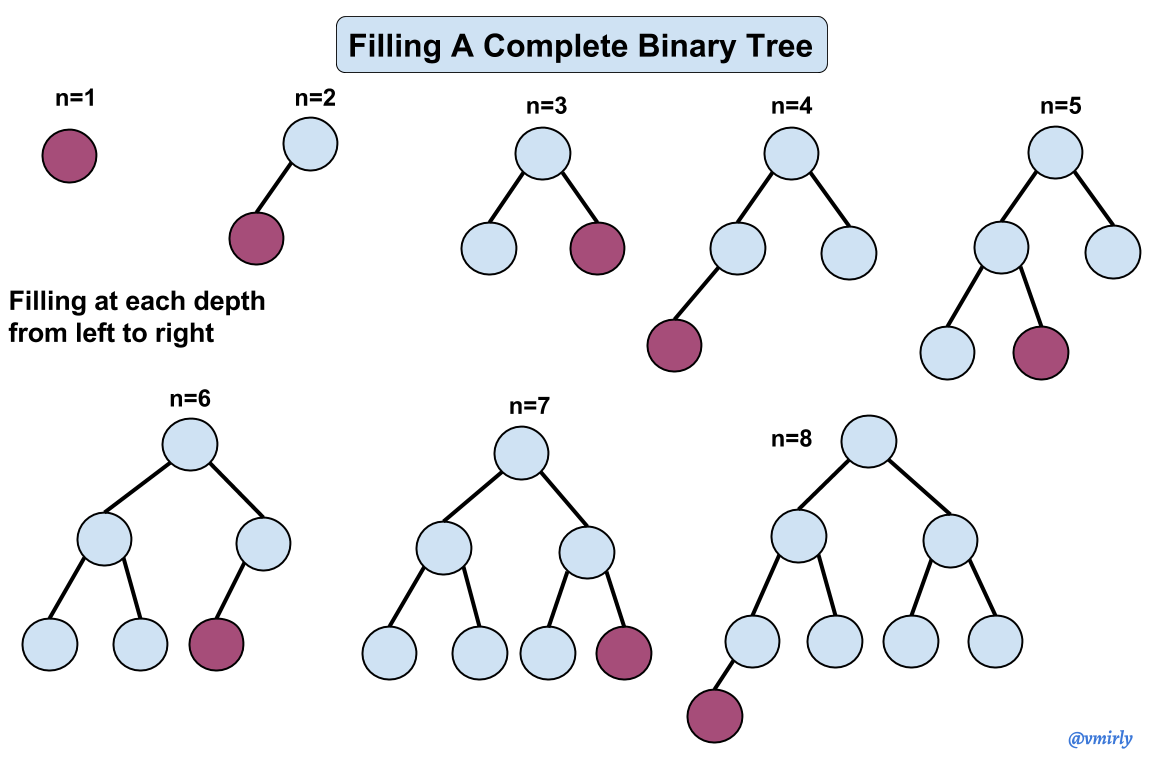 Filling A Complete Binary Tree
n=1
n=2
n=3
n=4
n=5
Filling at each depth
from left to right
n=6
n=7
n=8
@vmirly